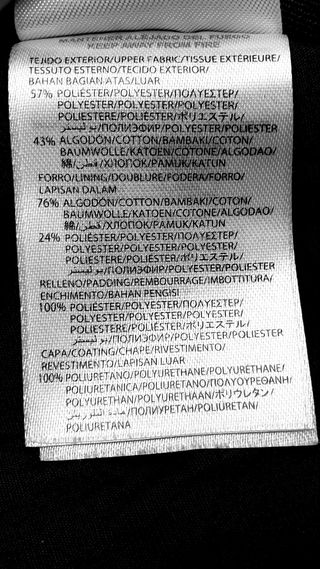 MANTENER ALEJADO DEL FUEGO
KEEP AWAY FROM FIRE
TEJIDO EXTERIOR/UPPER FABRIC/TISSUE EXTÉRIEURE/
TESSUTO ESTERNO/TECIDO EXTERIOR/
BAHAN BAGIAN ATAS/LUAR
57% POLIÉSTER/POLYESTER/ΠΟΛΥΕΣΤΕΡ/
POLYESTER/POLYESTER/POLYESTER/
POLIESTERE/POLIÉSTER/ポリエステル/
بوليستر/ПОЛИЭФИР/POLYESTER/POLIESTER
43% ALGODÓN/COTTON/BAMBAKI/COTON/
BAUMWOLLE/KATOEN/COTONE/ALGODAO/
綿/قطن/ХЛОПОК/PAMUK/KATUN
FORRO/LINING/DOUBLURE/FODERA/FORRO/
LAPISAN DALAM
76% ALGODÓN/COTTON/BAMBAKI/COTON/
BAUMWOLLE/KATOEN/COTONE/ALGODAO/
綿/قطن/ХЛОПОК/PAMUK/KATUN
24% POLIÉSTER/POLYESTER/ΠΟΛΥΕΣΤΕΡ/
POLYESTER/POLYESTER/POLYESTER/
POLIESTERE/POLIÉSTER/ポリエステル/
بوليستر/ПОЛИЭФИР/POLYESTER/POLIESTER
RELLENO/PADDING/REMBOURRAGE/IMBOTTITURA/
ENCHIMENTO/BAHAN PENGISI
100% POLIÉSTER/POLYESTER/ΠΟΛΥΕΣΤΕΡ/
POLYESTER/POLYESTER/POLYESTER/
POLIESTERE/POLIÉSTER/ポリエステル/
بوليستر/ПОЛИЭФИР/POLYESTER/POLIESTER
CAPA/COATING/CHAPE/RIVESTIMENTO/
REVESTIMENTO/LAPISAN LUAR
100% POLIURETANO/POLYURETHANE/POLYURETHANE/
POLIURETANICA/POLIURETANO/ΠΟΛΥΟΥΡΕΘΑΝΗ/
POLYURETHAN/POLYURETHAAN/ポリウレタン/
/ПОЛИУРЕТАН/POLIURETAN/
POLIURETANA